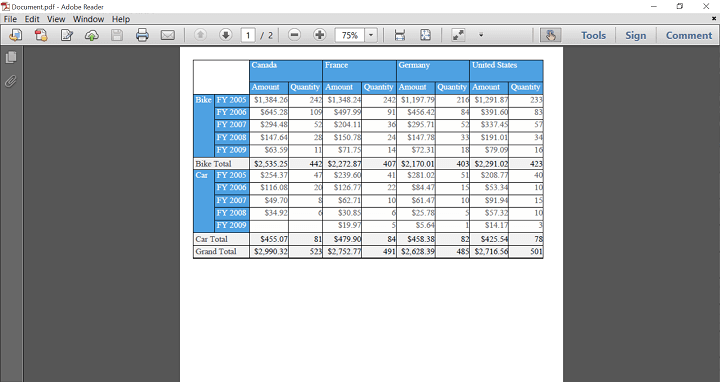 Document.pdf - Adobe Reader
File Edit View Window Help
1 / 2 75% Tools Sign Comment
Canada France Germany United States
Amount Quantity Amount Quantity Amount Quantity Amount Quantity
Bike FY 2005 $1,384.26 242 $1,348.24 242 $1,197.79 216 $1,291.87 233
FY 2006 $645.28 109 $497.99 91 $456.42 84 $391.60 83
FY 2007 $294.48 52 $204.11 36 $295.71 52 $337.45 57
FY 2008 $147.64 28 $150.78 24 $147.78 33 $191.01 34
FY 2009 $63.59 11 $71.75 14 $72.31 18 $79.09 16
Bike Total $2,535.25 442 $2,272.87 407 $2,170.01 403 $2,291.02 423
Car FY 2005 $254.37 47 $239.60 41 $281.02 51 $208.77 40
FY 2006 $116.08 20 $126.77 22 $84.47 15 $53.34 10
FY 2007 $49.70 8 $62.71 10 $61.47 10 $91.94 15
FY 2008 $34.92 6 $30.85 6 $25.78 5 $57.32 10
FY 2009 $19.97 5 $5.64 1 $14.17 3
Car Total $455.07 81 $479.90 84 $458.38 82 $425.54 78
Grand Total $2,990.32 523 $2,752.77 491 $2,628.39 485 $2,716.56 501